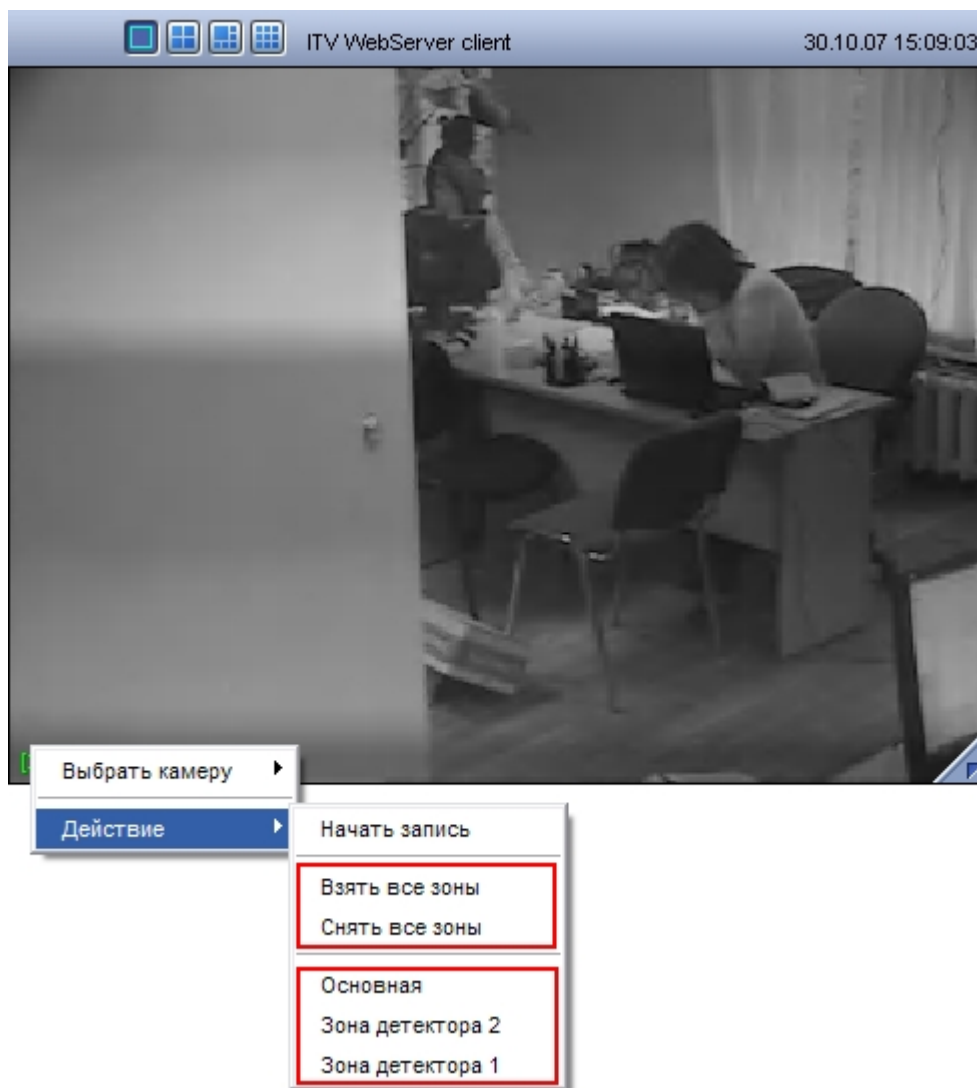 ITV WebServer client
30.10.07 15:09:03
Выбрать камеру
Действие
Начать запись
Взять все зоны
Снять все зоны
Основная
Зона детектора 2
Зона детектора 1